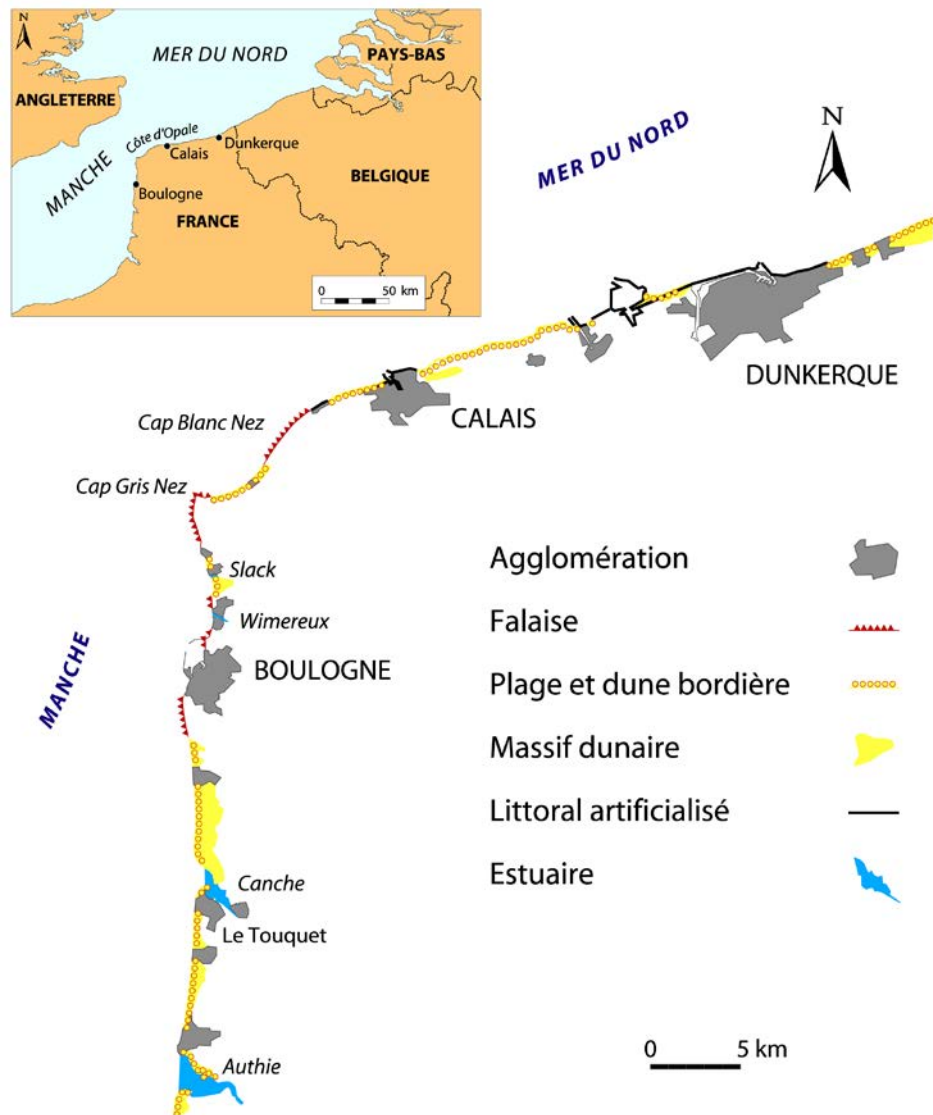 N
MER DU NORD
PAYS-BAS
ANGLETERRE
Côte d'Opale
Dunkerque
Calais
MANCHE
BELGIQUE
Boulogne
FRANCE
0 50 km
MER DU NORD
N
DUNKERQUE
CALAIS
Cap Blanc Nez
Cap Gris Nez
Slack
Wimereux
BOULOGNE
MANCHE
Canche
Le Touquet
Authie
Agglomération
Falaise
Plage et dune bordière
Massif dunaire
Littoral artificialisé
Estuaire
0 5 km